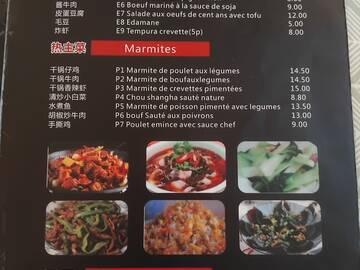 酱牛肉 E6 Boeuf mariné à la sauce de soja 9.00
皮蛋豆腐 E7 Salade aux oeufs de cent ans avec tofu 12.00
毛豆 E8 Edamane 5.00
炸虾 E9 Tempura crevette(5p) 8.00
热主菜 Marmites
干锅仔鸡 P1 Marmite de poulet aux légumes 14.50
干锅牛肉 P2 Marmite de boufauxlegumes 14.50
干锅香辣虾 P3 Marmite de crevettes pimentées 15.00
清炒小白菜 P4 Chou shangha sauté nature 8.80
水煮鱼 P5 Marmite de poisson pimenté avec legumes 13.50
胡椒炒牛肉 P6 bouf Sauté aux poivrons 13.00
手撕鸡 P7 Poulet emince avec sauce chef 9.00